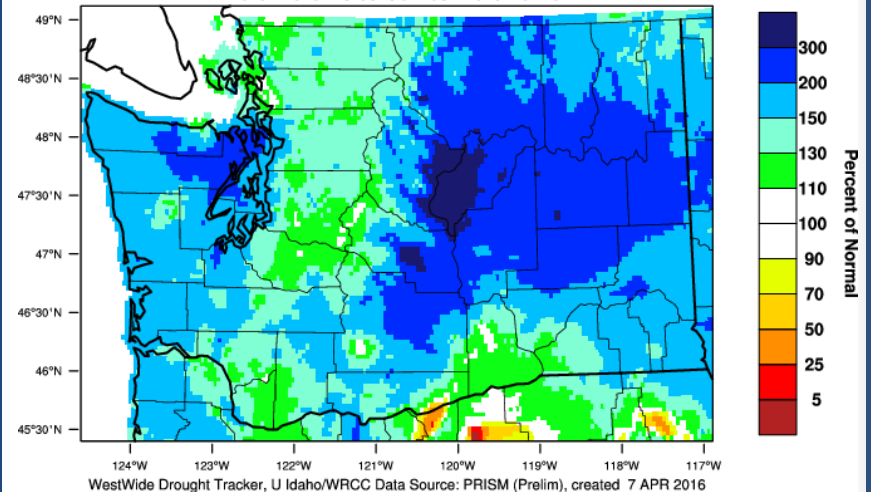 49°N
48°30'N
48°N
47°30'N
47°N
46°30'N
46°N
45°30'N
124°W 123°W 122°W 121°W 120°W 119°W 118°W 117°W
300
200
150
130
110
100
90
70
50
25
5
Percent of Normal
WestWide Drought Tracker, U Idaho/WRCC Data Source: PRISM (Prelim), created 7 APR 2016